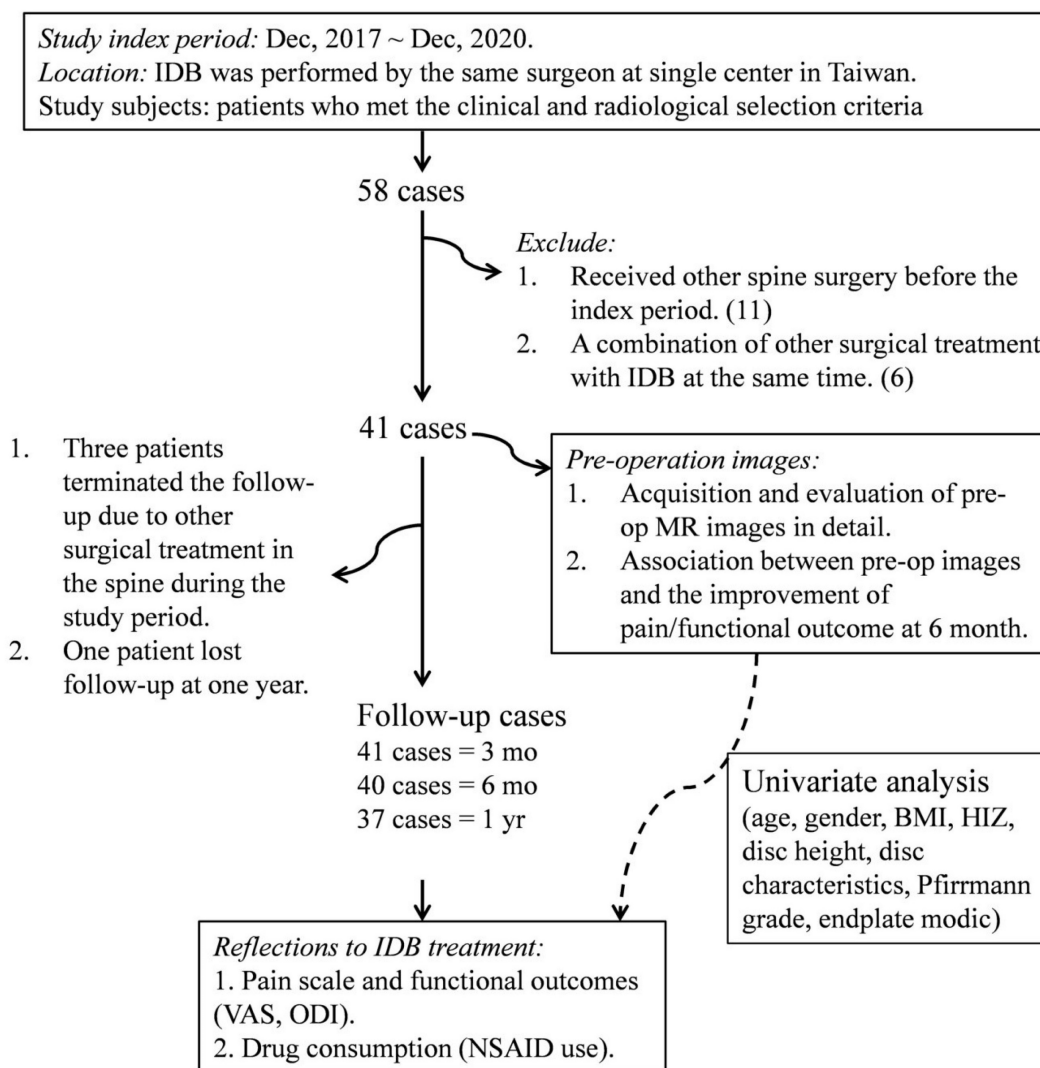 Study index period: Dec, 2017 ~ Dec, 2020.
Location: IDB was performed by the same surgeon at single center in Taiwan.
Study subjects: patients who met the clinical and radiological selection criteria
58 cases
Exclude:
1. Received other spine surgery before the
index period. (11)
2. A combination of other surgical treatment
with IDB at the same time. (6)
41 cases
1. Three patients
terminated the follow-
up due to other
surgical treatment in
the spine during the
study period.
2. One patient lost
follow-up at one year.
Pre-operation images:
1. Acquisition and evaluation of pre-
op MR images in detail.
2. Association between pre-op images
and the improvement of
pain/functional outcome at 6 month.
Follow-up cases
41 cases = 3 mo
40 cases = 6 mo
37 cases = 1 yr
Univariate analysis
(age, gender, BMI, HIZ,
disc height, disc
characteristics, Pfirrmann
grade, endplate modic)
Reflections to IDB treatment:
1. Pain scale and functional outcomes
(VAS, ODI).
2. Drug consumption (NSAID use).